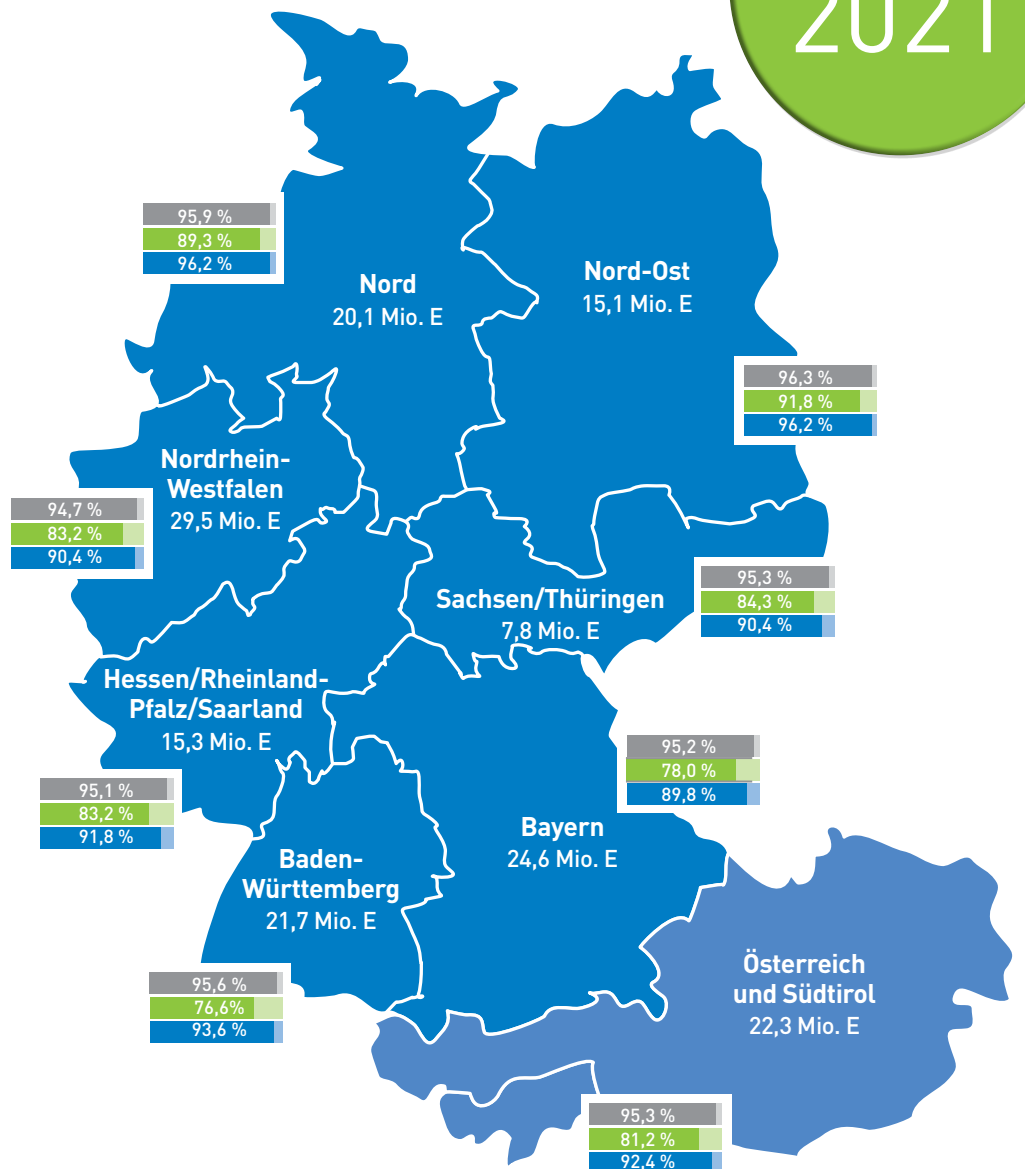 2021
95,9 %
89,3 %
96,2 %
Nord
20,1 Mio. E
Nord-Ost
15,1 Mio. E
96,3 %
91,8 %
96,2 %
Nordrhein-
Westfalen
29,5 Mio. E
94,7 %
83,2 %
90,4 %
Sachsen/Thüringen
7,8 Mio. E
95,3 %
84,3 %
90,4 %
Hessen/Rheinland-
Pfalz/Saarland
15,3 Mio. E
95,1 %
83,2 %
91,8 %
95,2 %
78,0 %
89,8 %
Bayern
24,6 Mio. E
Baden-
Württemberg
21,7 Mio. E
95,6 %
76,6%
93,6 %
Österreich
und Südtirol
22,3 Mio. E
95,3 %
81,2 %
92,4 %